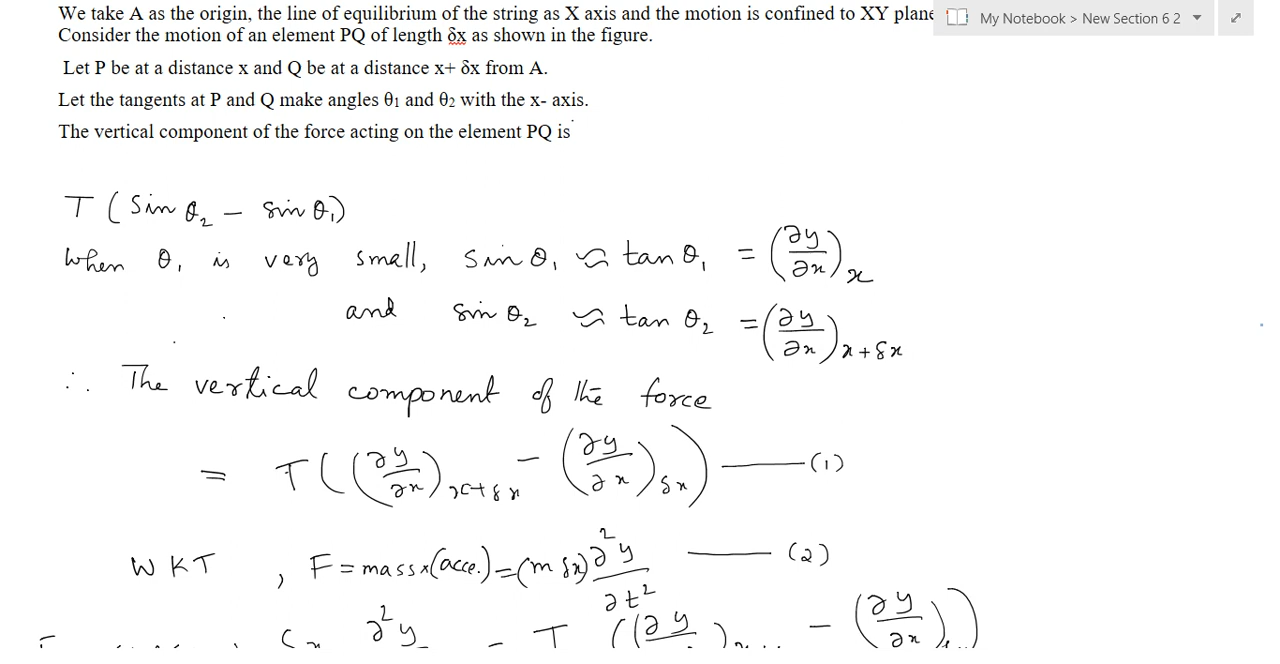 We take A as the origin, the line of equilibrium of the string as X axis and the motion is confined to XY plane
My Notebook > New Section 6 2
Consider the motion of an element PQ of length δx as shown in the figure.
Let P be at a distance x and Q be at a distance x+ δx from A.
Let the tangents at P and Q make angles θ1 and θ2 with the x- axis.
The vertical component of the force acting on the element PQ is
T ( Sin θ₂ − sin θ₁)
When θ₁ is very small, sin θ₁ ≈ tan θ₁ = (∂y/∂x)ₓ
and sin θ₂ ≈ tan θ₂ = (∂y/∂x)ₓ₊δₓ
∴ The vertical component of the force
= T((∂y/∂x)ₓ₊δₓ − (∂y/∂x)δₓ) —— (1)
WKT , F = mass x (acce.) = (m δx) ∂²y/∂t² —— (2)
∂²y = T ((∂y − (∂y/∂x))